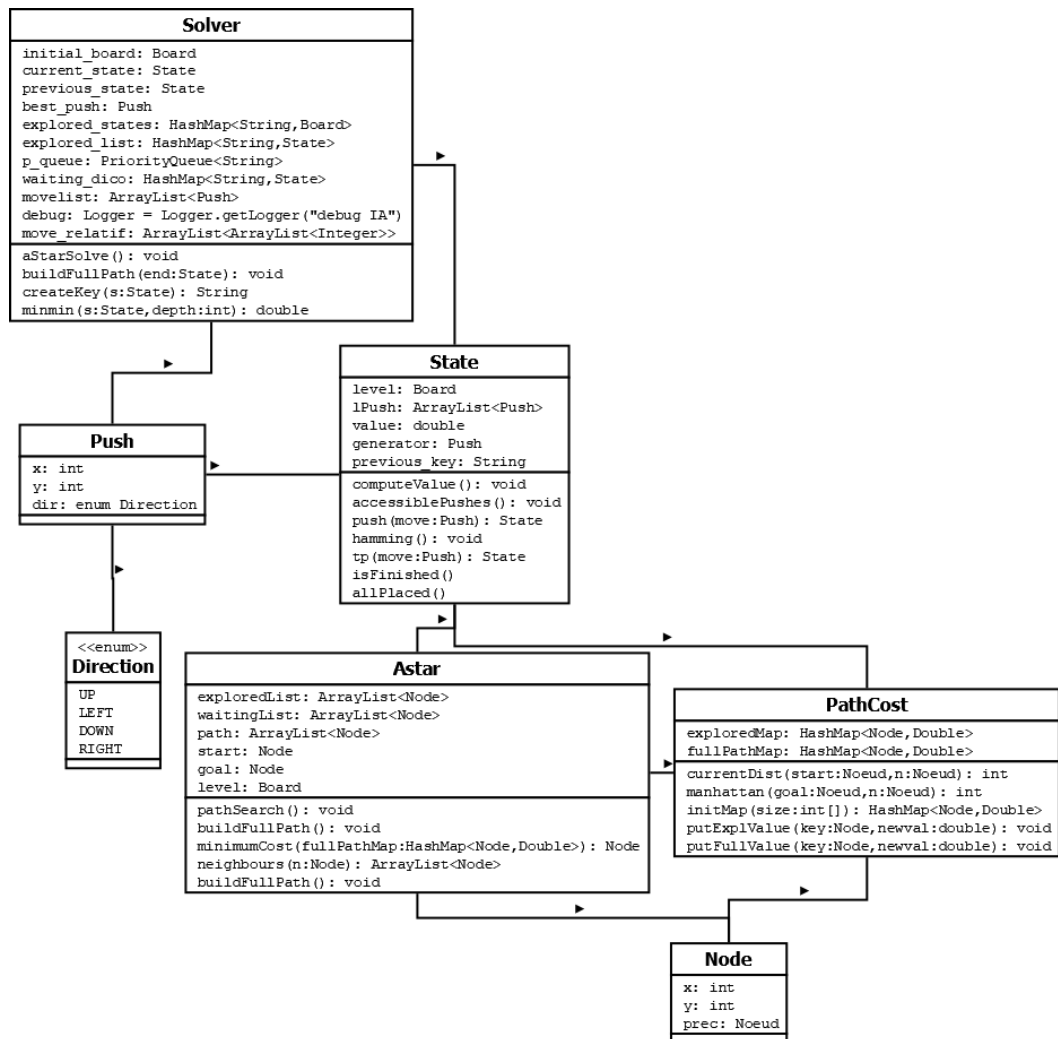 Solver
initial_board: Board
current_state: State
previous_state: State
best_push: Push
explored_states: HashMap<String,Board>
explored_list: HashMap<String,State>
p_queue: PriorityQueue<String>
waiting_dico: HashMap<String,State>
movelist: ArrayList<Push>
debug: Logger = Logger.getLogger("debug IA")
move_relatif: ArrayList<ArrayList<Integer>>
aStarSolve(): void
buildFullPath(end:State): void
createKey(s:State): String
minmin(s:State,depth:int): double
State
level: Board
lPush: ArrayList<Push>
value: double
generator: Push
previous_key: String
computeValue(): void
accessiblePushes(): void
push(move:Push): State
hamming(): void
tp(move:Push): State
isFinished()
allPlaced()
Push
x: int
y: int
dir: enum Direction
<<enum>>
Direction
UP
LEFT
DOWN
RIGHT
Astar
exploredList: ArrayList<Node>
waitingList: ArrayList<Node>
path: ArrayList<Node>
start: Node
goal: Node
level: Board
pathSearch(): void
buildFullPath(): void
minimumCost(fullPathMap:HashMap<Node,Double>): Node
neighbours(n:Node): ArrayList<Node>
buildFullPath(): void
PathCost
exploredMap: HashMap<Node,Double>
fullPathMap: HashMap<Node,Double>
currentDist(start:Noeud,n:Noeud): int
manhattan(goal:Noeud,n:Noeud): int
initMap(size:int[]): HashMap<Node,Double>
putExplValue(key:Node,newval:double): void
putFullValue(key:Node,newval:double): void
Node
x: int
y: int
prec: Noeud